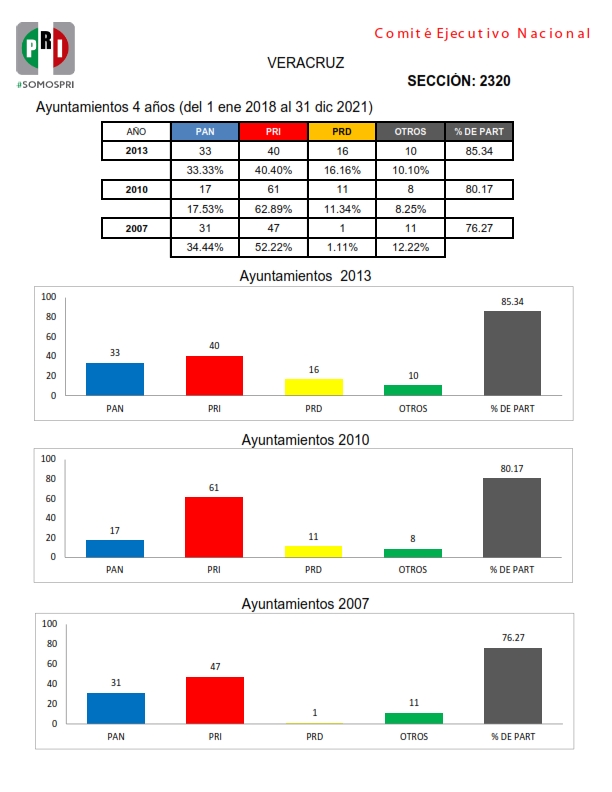 Comité Ejecutivo Nacional
PRI
#SOMOSPRI
VERACRUZ
SECCIÓN: 2320
Ayuntamientos 4 años (del 1 ene 2018 al 31 dic 2021)
AÑO PAN PRI PRD OTROS % DE PART
2013 33 40 16 10 85.34
33.33% 40.40% 16.16% 10.10%
2010 17 61 11 8 80.17
17.53% 62.89% 11.34% 8.25%
2007 31 47 1 11 76.27
34.44% 52.22% 1.11% 12.22%
Ayuntamientos 2013
100
80
60
40
20
0
33
40
16
10
85.34
PAN PRI PRD OTROS % DE PART
Ayuntamientos 2010
100
80
60
40
20
0
17
61
11
8
80.17
PAN PRI PRD OTROS % DE PART
Ayuntamientos 2007
100
80
60
40
20
0
31
47
1
11
76.27
PAN PRI PRD OTROS % DE PART